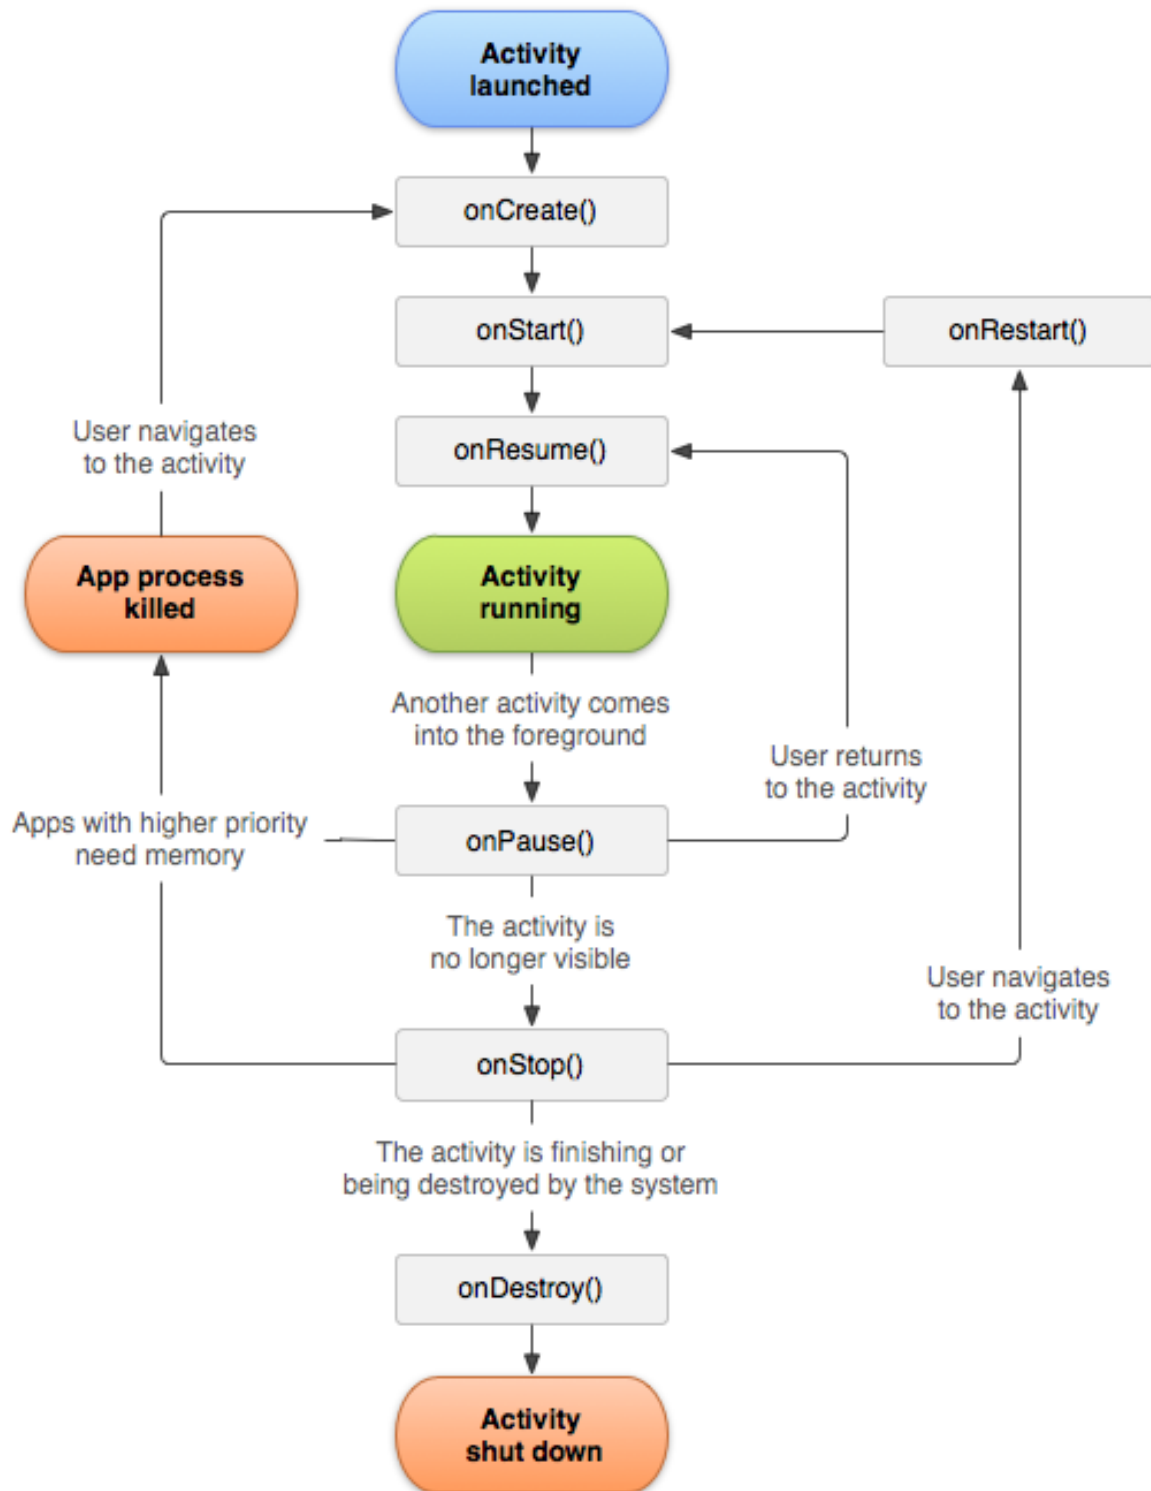 Activity
launched
onCreate()
onStart()
onRestart()
User navigates
to the activity
onResume()
App process
killed
Activity
running
Another activity comes
into the foreground
User returns
to the activity
Apps with higher priority
need memory
onPause()
The activity is
no longer visible
User navigates
to the activity
onStop()
The activity is finishing or
being destroyed by the system
onDestroy()
Activity
shut down